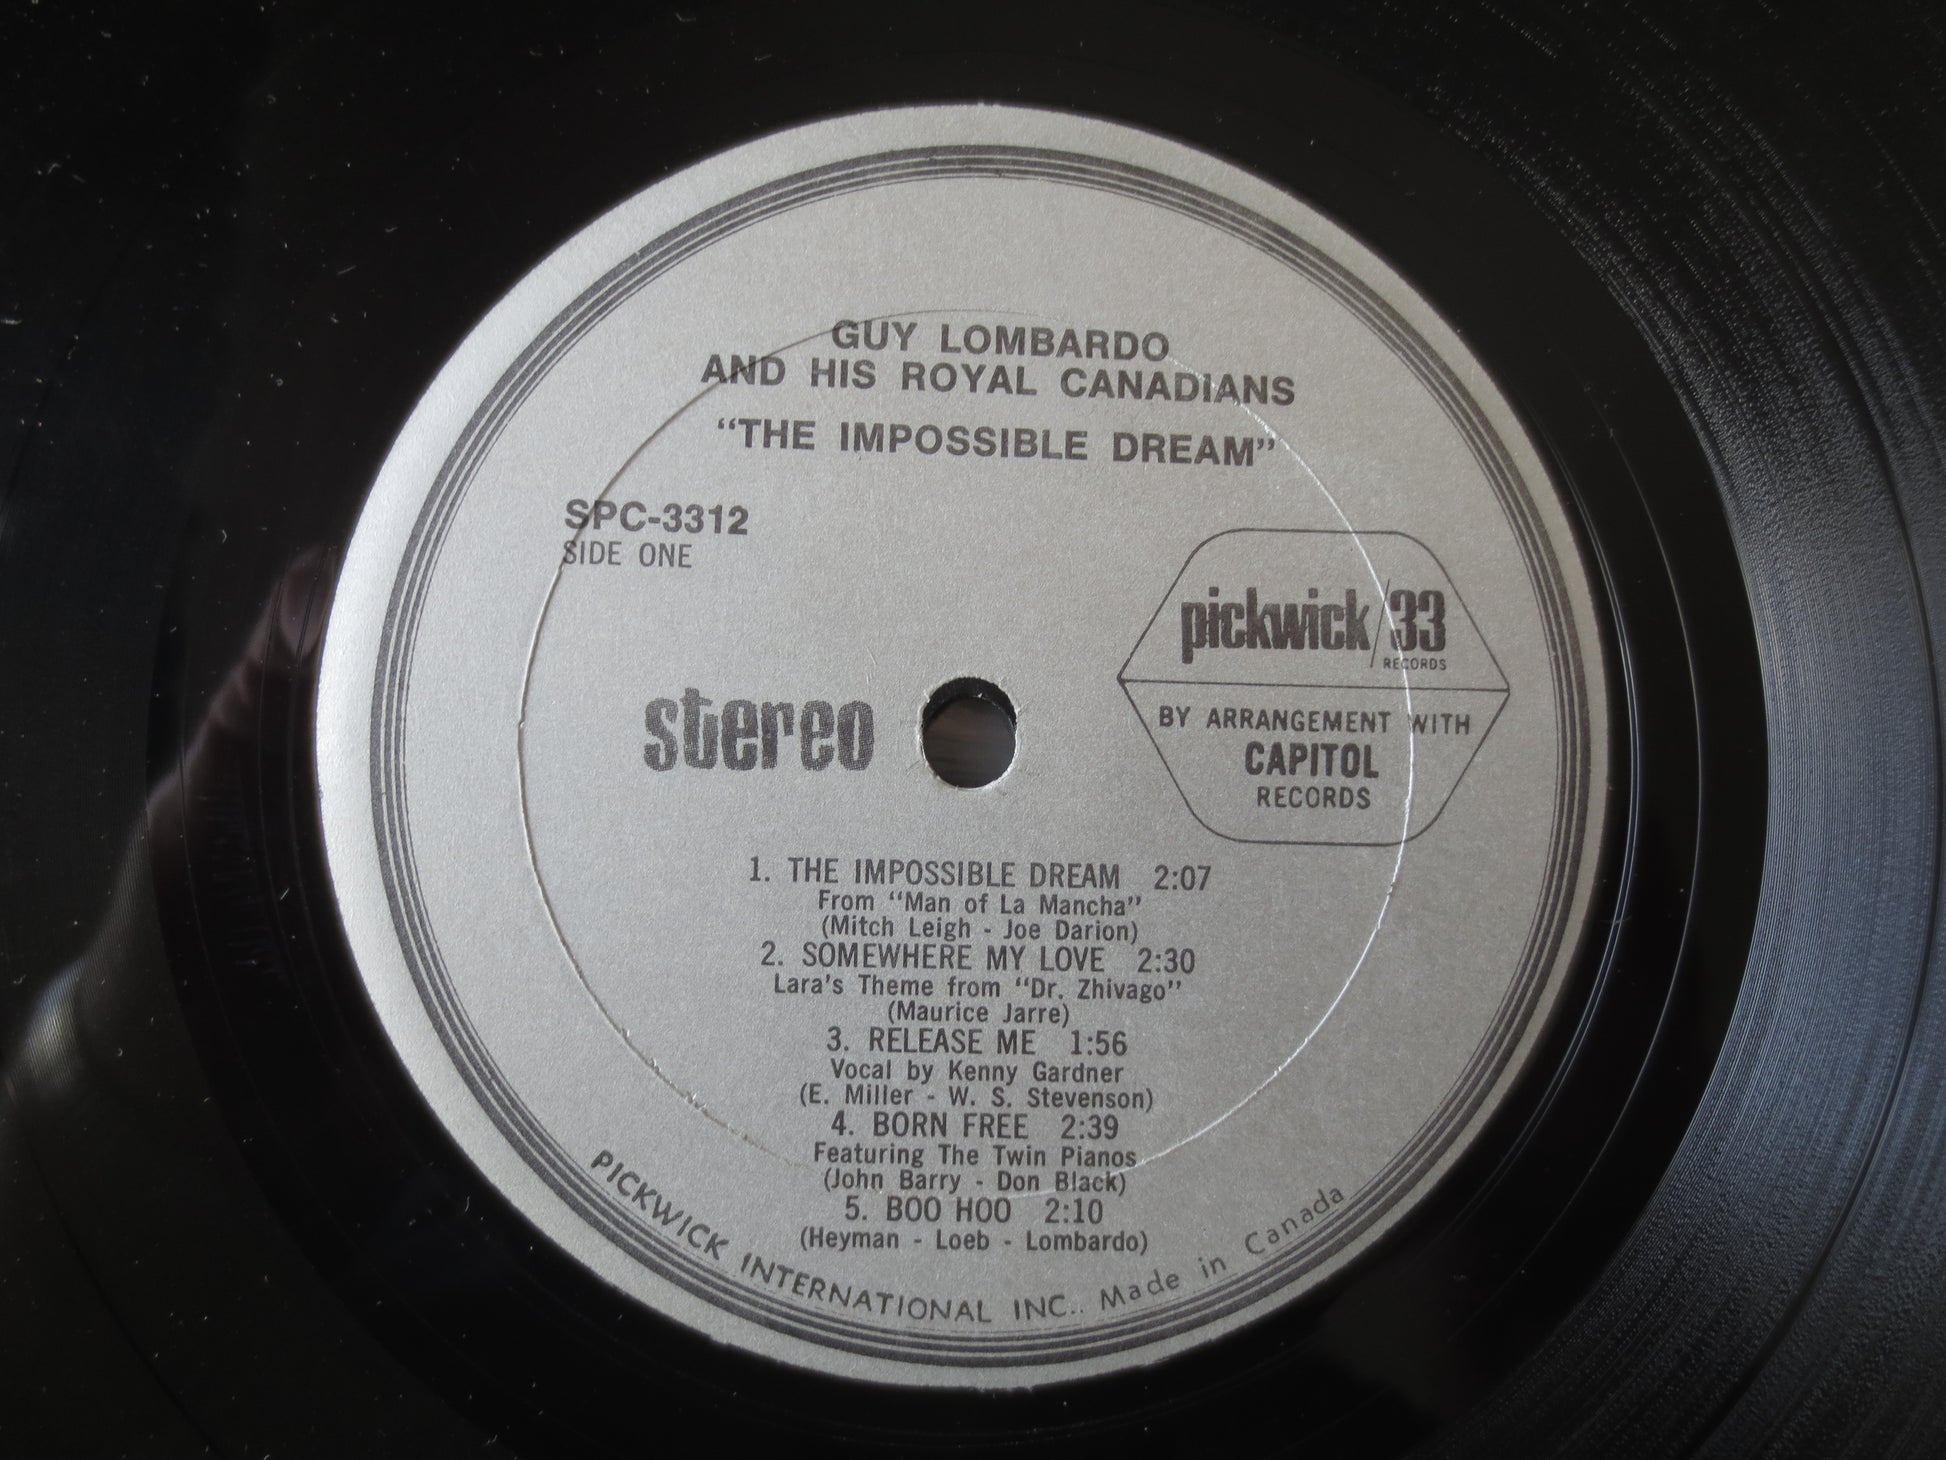 GUY LOMBARDO
AND HIS ROYAL CANADIANS
"THE IMPOSSIBLE DREAM"
SPC-3312
SIDE ONE
pickwick/33
RECORDS
BY ARRANGEMENT WITH
CAPITOL
RECORDS
stereo
1. THE IMPOSSIBLE DREAM 2:07
From "Man of La Mancha"
(Mitch Leigh - Joe Darion)
2. SOMEWHERE MY LOVE 2:30
Lara's Theme from "Dr. Zhivago"
(Maurice Jarre)
3. RELEASE ME 1:56
Vocal by Kenny Gardner
(E. Miller - W. S. Stevenson)
4. BORN FREE 2:39
Featuring The Twin Pianos
(John Barry - Don Black)
5. BOO HOO 2:10
(Heyman - Loeb - Lombardo)
PICKWICK INTERNATIONAL INC.. Made in Canada